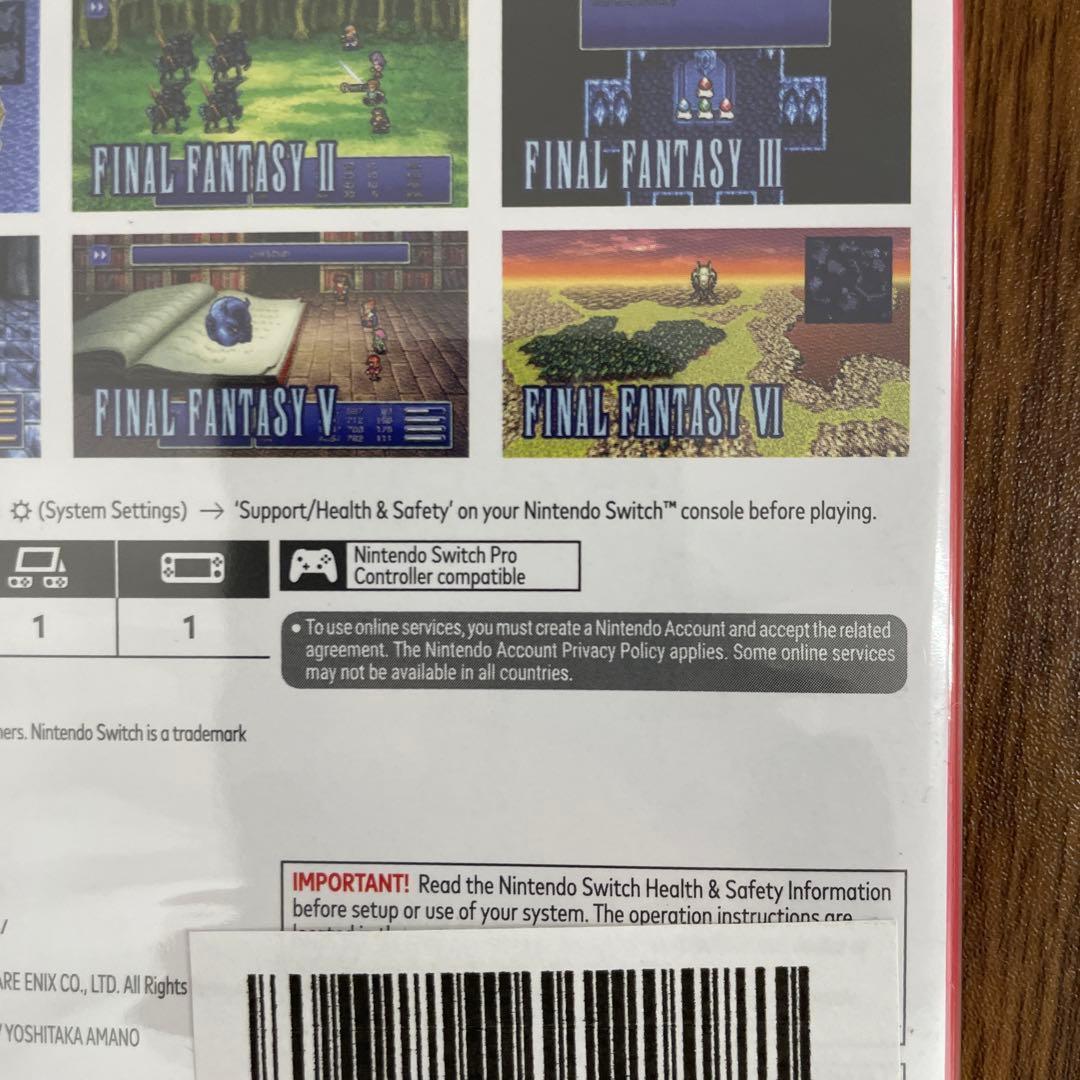 FINAL FANTASY II
FINAL FANTASY III
FINAL FANTASY V
FINAL FANTASY VI
(System Settings) → 'Support/Health & Safety' on your Nintendo Switch™ console before playing.
Nintendo Switch Pro
Controller compatible
1
1
• To use online services, you must create a Nintendo Account and accept the related
agreement. The Nintendo Account Privacy Policy applies. Some online services
may not be available in all countries.
ners. Nintendo Switch is a trademark
IMPORTANT! Read the Nintendo Switch Health & Safety Information
before setup or use of your system. The operation instructions are
/
ARE ENIX CO., LTD. All Rights
/ YOSHITAKA AMANO